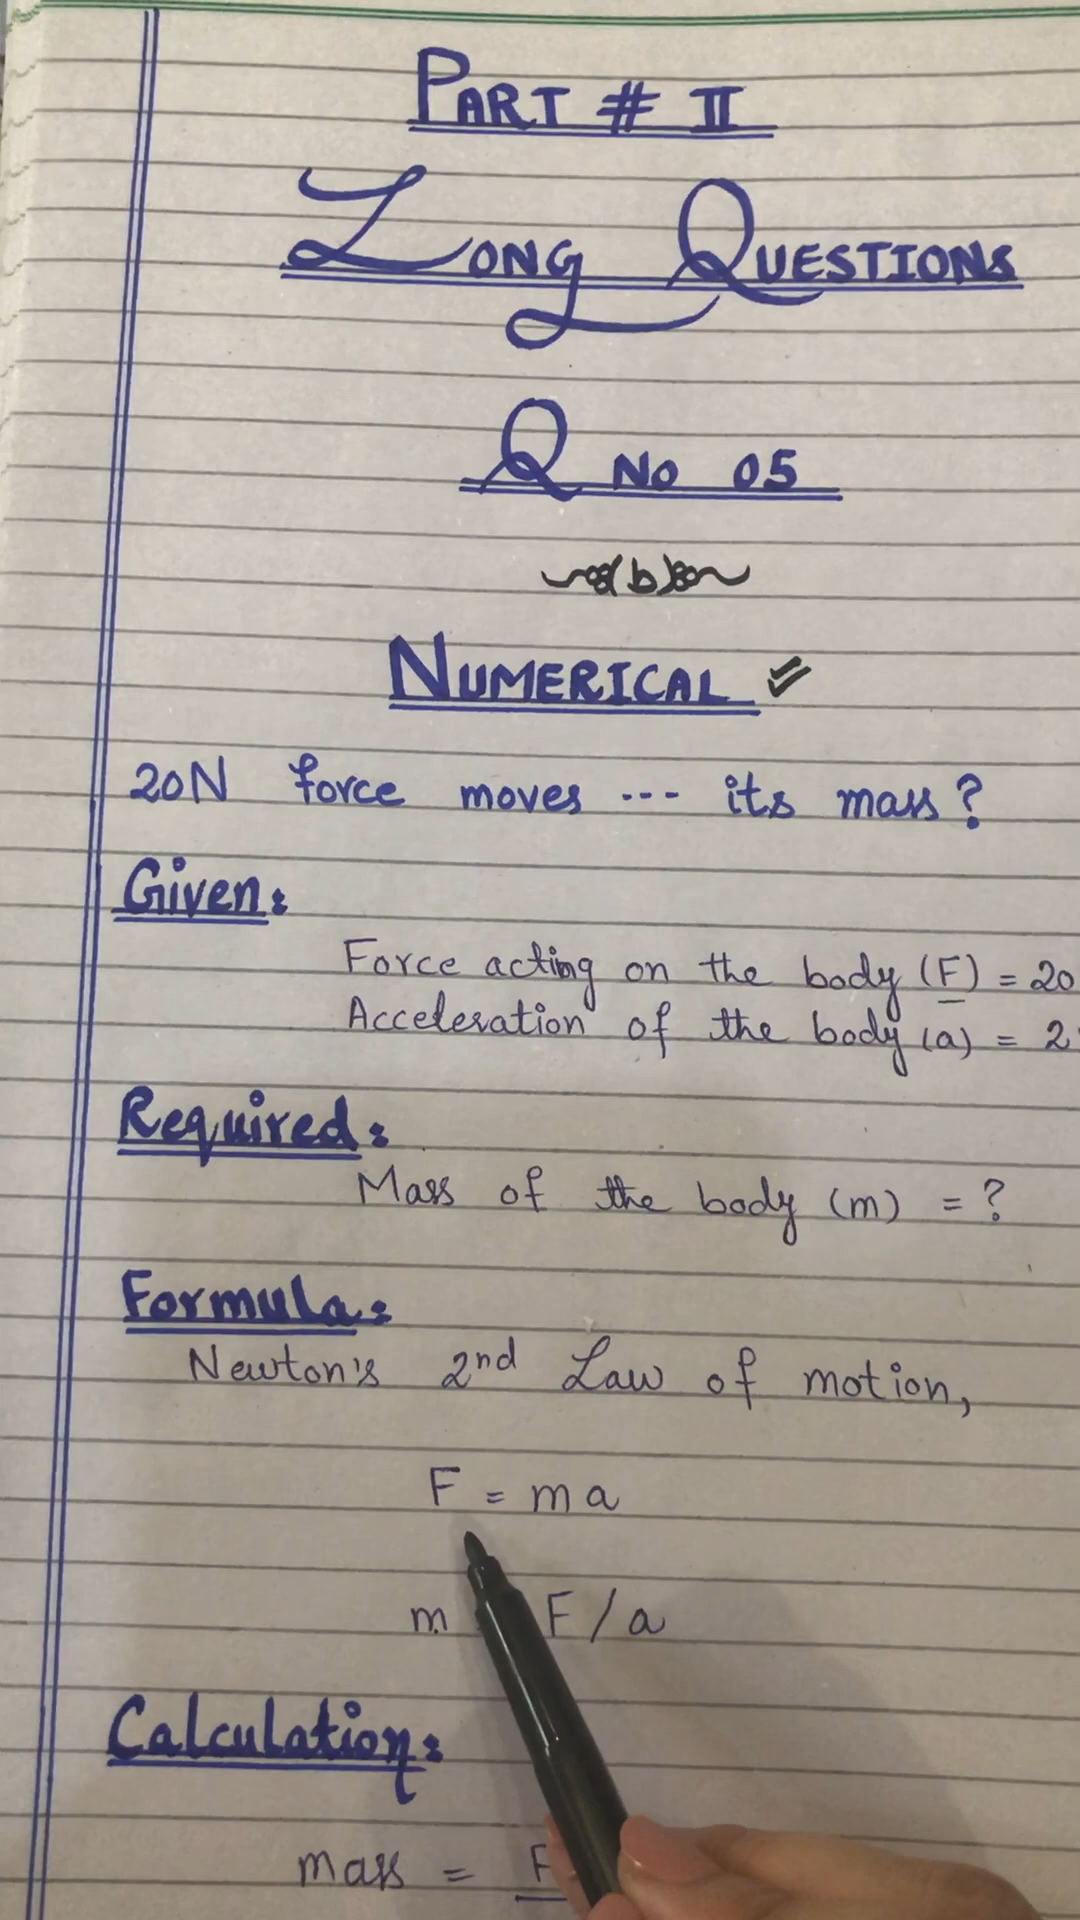 PART # II
LONG QUESTIONS
Q No 05
(b)
NUMERICAL
20N force moves --- its mass?
Given:
Force acting on the body (F) = 20
Acceleration of the body (a) = 2
Required:
Mass of the body (m) = ?
Formula:
Newton's 2nd Law of motion,
F = ma
m F/a
Calculation:
mass = F